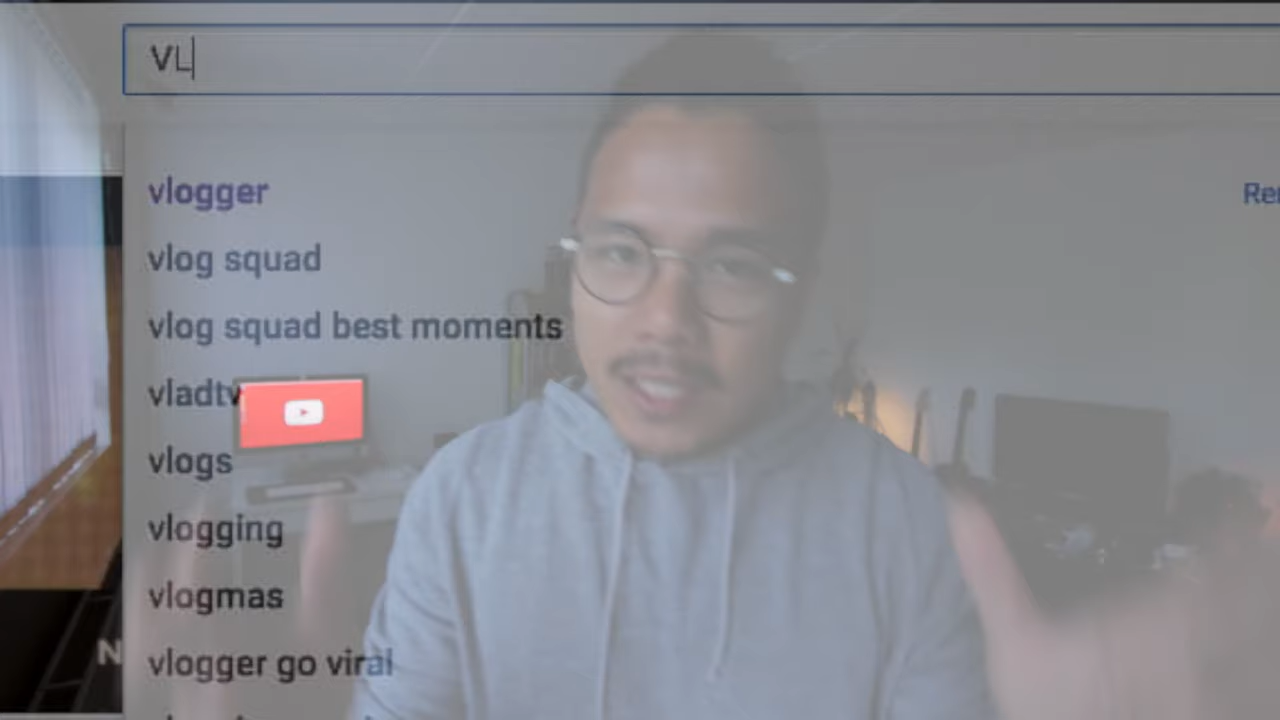 VL
vlogger
vlog squad
vlog squad best moments
vladtv
vlogs
vlogging
vlogmas
vlogger go viral